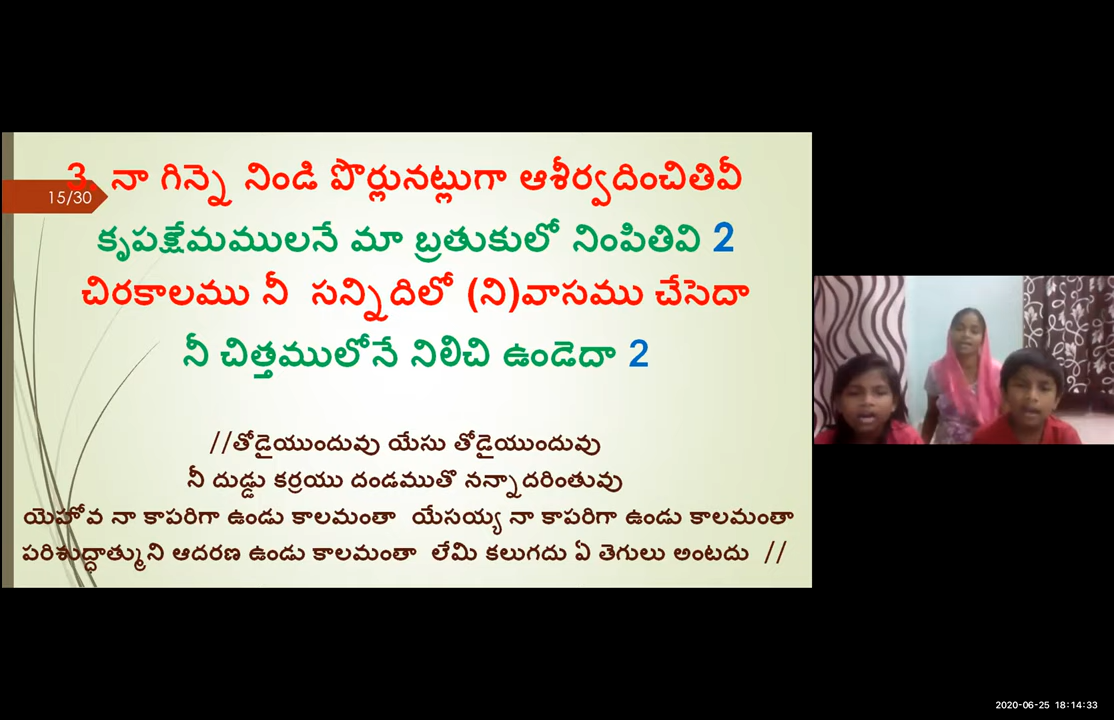 3. నా గిన్నె నిండి పొర్లునట్లుగా ఆశీర్వదించితివీ
15/30
కృపక్షేమములనే మా బ్రతుకులో నింపితివి 2
చిరకాలము నీ సన్నిదిలో (ని)వాసము చేసెదా
నీ చిత్తములోనే నిలిచి ఉండెదా 2
//తోడైయుందువు యేసు తోడైయుందువు
నీ దుడ్డు కర్రయు దండముతొ నన్నాదరింతువు
యెహోవ నా కాపరిగా ఉండు కాలమంతా యేసయ్య నా కాపరిగా ఉండు కాలమంతా
పరిశుద్ధాత్ముని ఆదరణ ఉండు కాలమంతా లేమి కలుగదు ఏ తెగులు అంటదు //
2020-06-25 18:14:33